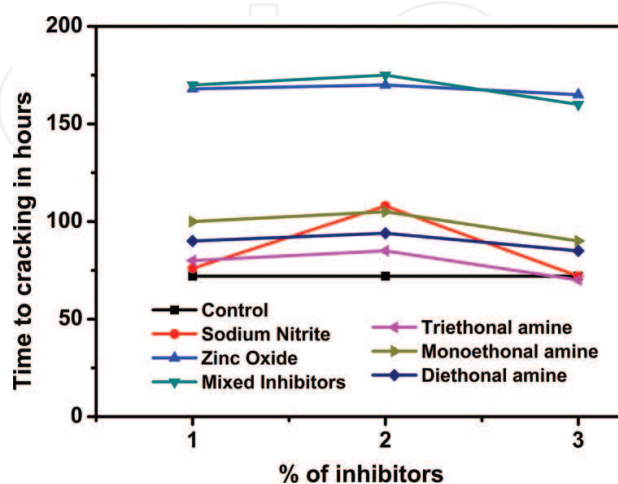 200
150
100
50
0
Time to cracking in hours
Control
Sodium Nitrite
Zinc Oxide
Mixed Inhibitors
Triethonal amine
Monoethonal amine
Diethonal amine
1 2 3
% of inhibitors